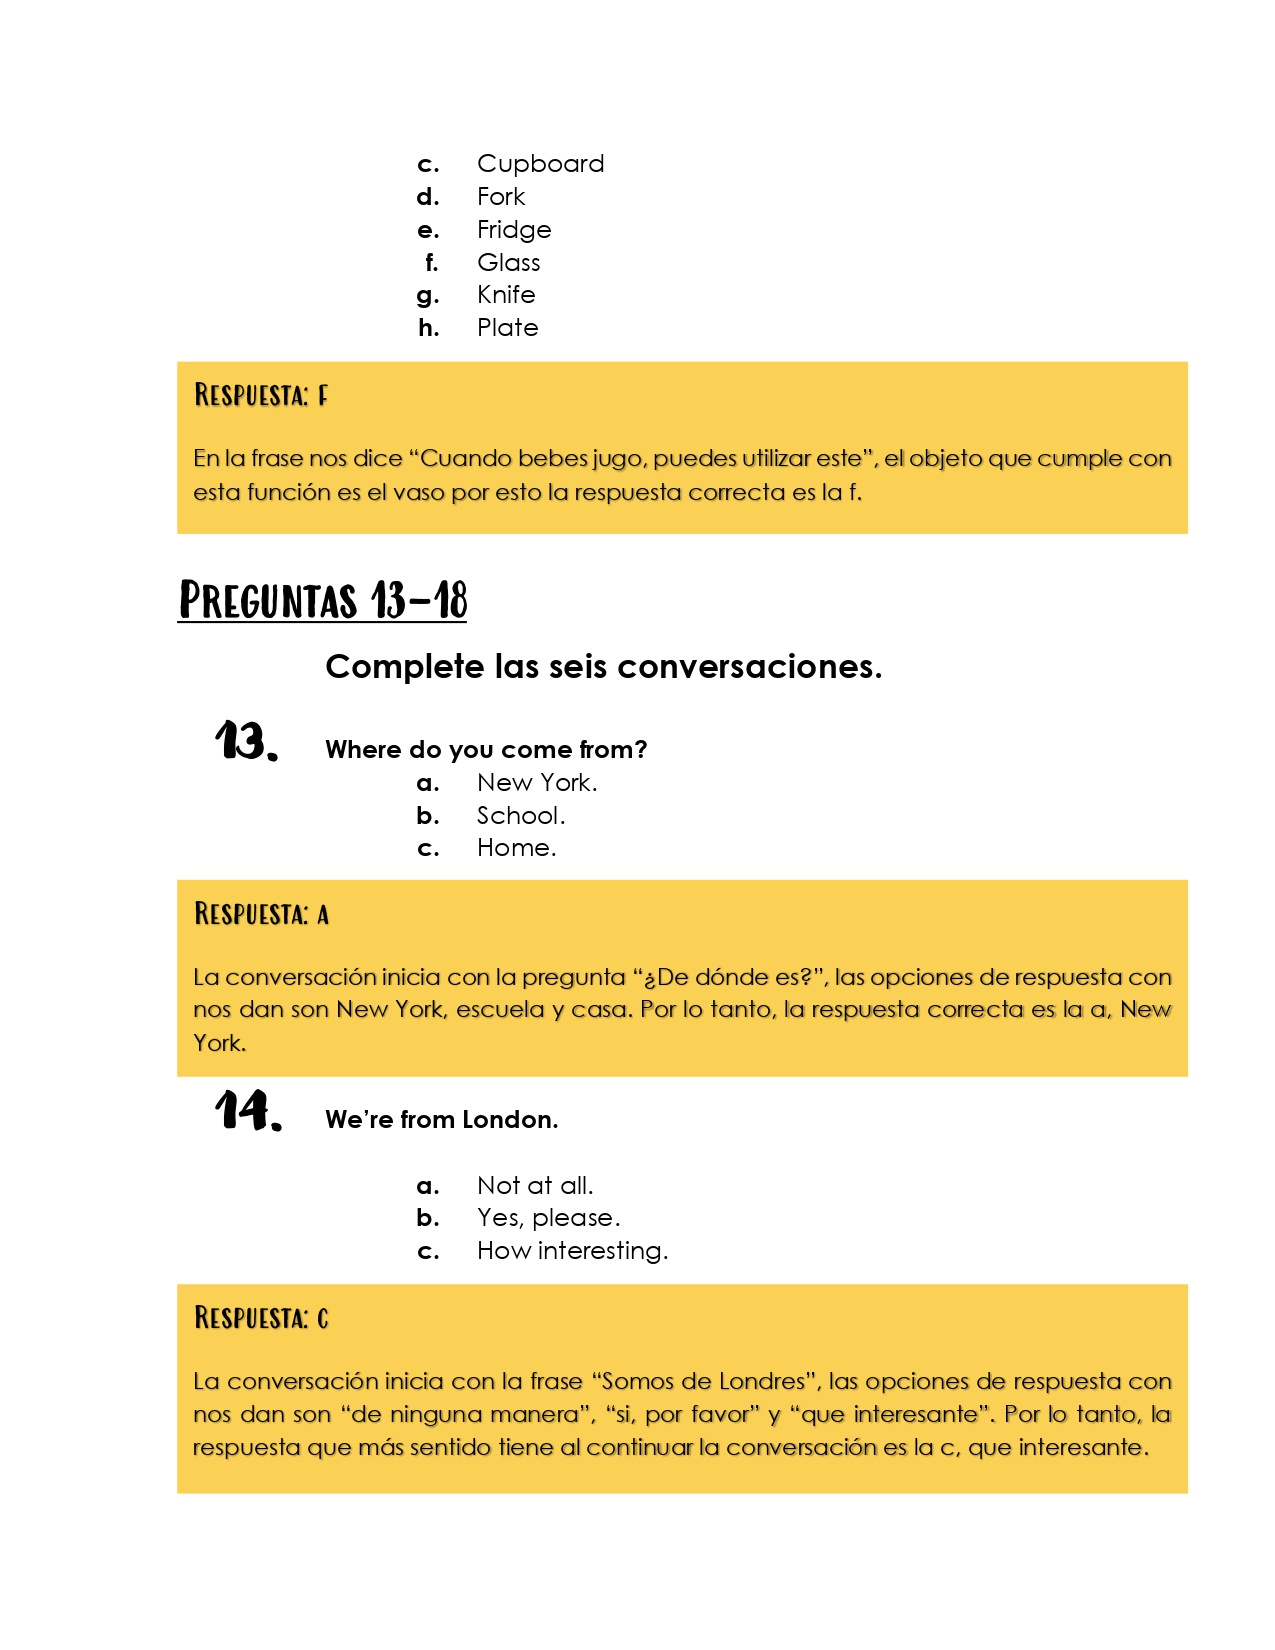 c. Cupboard
d. Fork
e. Fridge
f. Glass
g. Knife
h. Plate
Respuesta: f
En la frase nos dice “Cuando bebes jugo, puedes utilizar este”, el objeto que cumple con
esta función es el vaso por esto la respuesta correcta es la f.
Preguntas 13-18
Complete las seis conversaciones.
13. Where do you come from?
a. New York.
b. School.
c. Home.
Respuesta: a
La conversación inicia con la pregunta “¿De dónde es?”, las opciones de respuesta con
nos dan son New York, escuela y casa. Por lo tanto, la respuesta correcta es la a, New
York.
14. We’re from London.
a. Not at all.
b. Yes, please.
c. How interesting.
Respuesta: c
La conversación inicia con la frase “Somos de Londres”, las opciones de respuesta con
nos dan son “de ninguna manera”, “si, por favor” y “que interesante”. Por lo tanto, la
respuesta que más sentido tiene al continuar la conversación es la c, que interesante.